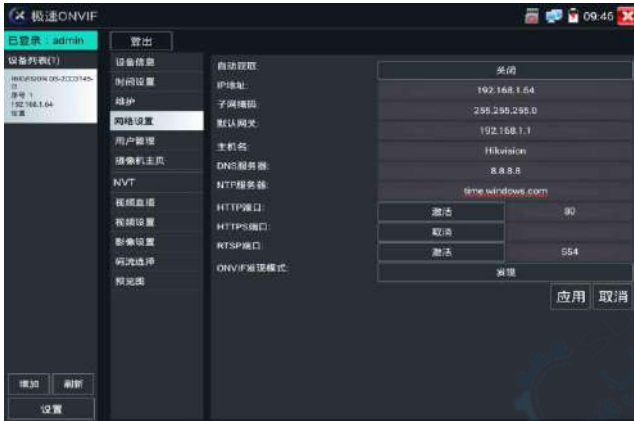 极速ONVIF
09:46
已登录：admin
登出
设备列表(1)
序号 1
192.168.1.64
位置
设备信息
时间设置
维护
网络设置
用户管理
摄像机主页
NVT
视频直播
视频设置
影像设置
码流选择
预览图
自动获取:
关闭
IP地址:
192.168.1.64
子网掩码:
255.255.255.0
默认网关:
192.168.1.1
主机名:
Hikvision
DNS服务器:
8.8.8.8
NTP服务器:
time.windows.com
HTTP端口:
激活
80
HTTPS端口:
取消
RTSP端口:
激活
554
ONVIF发现模式:
发现
应用
取消
增加
刷新
设置